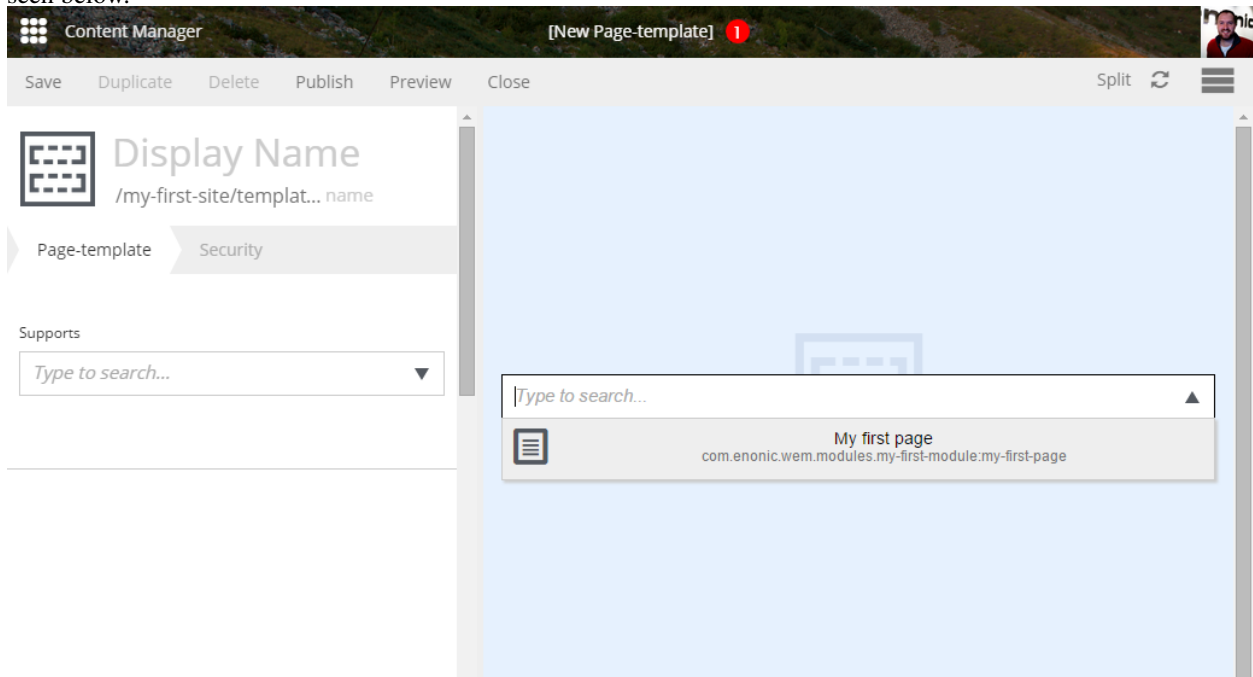 seen below.
Content Manager
[New Page-template] 1
Save Duplicate Delete Publish Preview Close Split
Display Name
/my-first-site/templat... name
Page-template Security
Supports
Type to search...
Type to search...
My first page
com.enonic.wem.modules.my-first-module:my-first-page